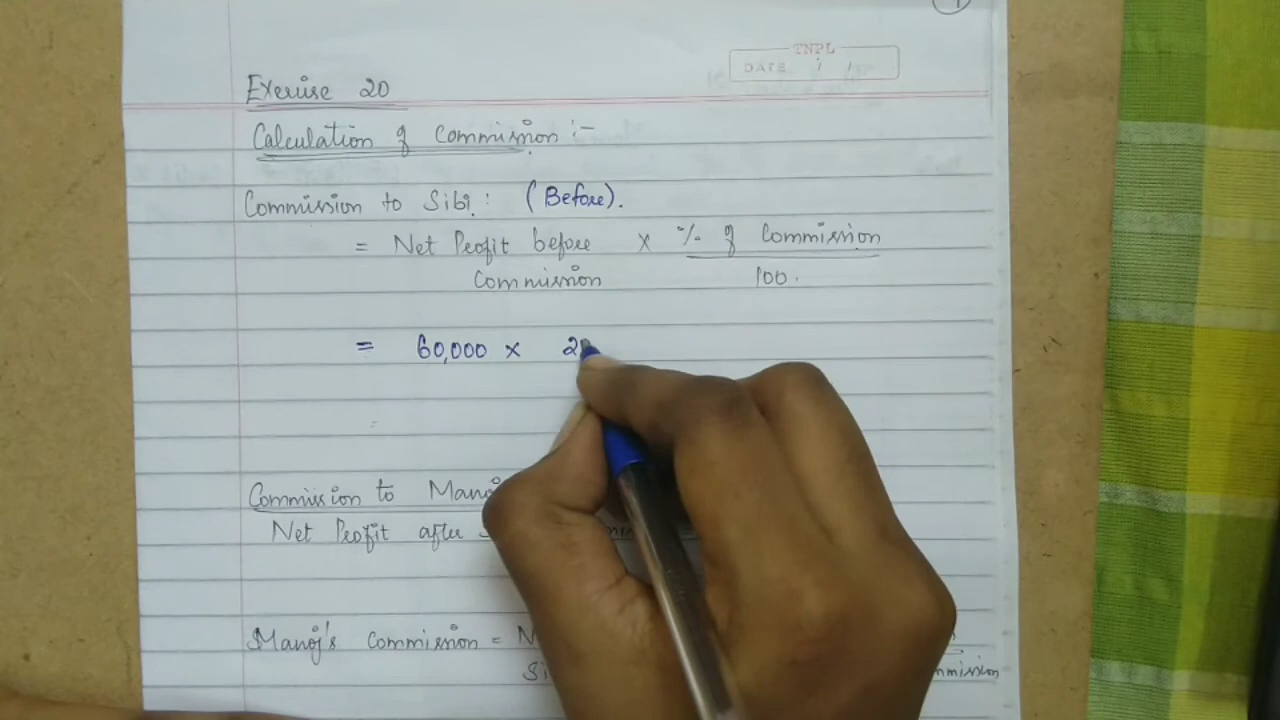 TNPL
DATE / /
Exercise 20
Calculation of Commission :-
Commission to Sibi : (Before).
= Net Profit before × % of Commission
Commission 100.
= 60,000 ×
Commission to
Net Profit after
Manoj's Commission =